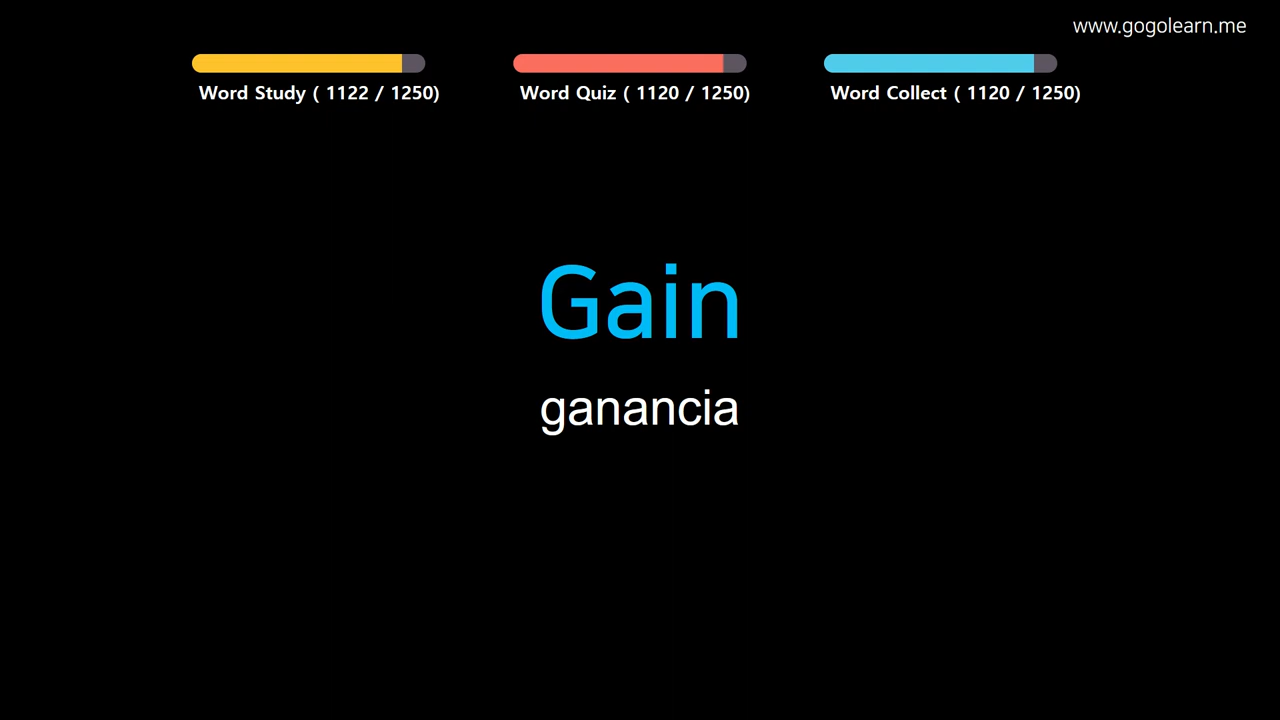 www.gogolearn.me
Word Study ( 1122 / 1250)
Word Quiz ( 1120 / 1250)
Word Collect ( 1120 / 1250)
Gain
ganancia